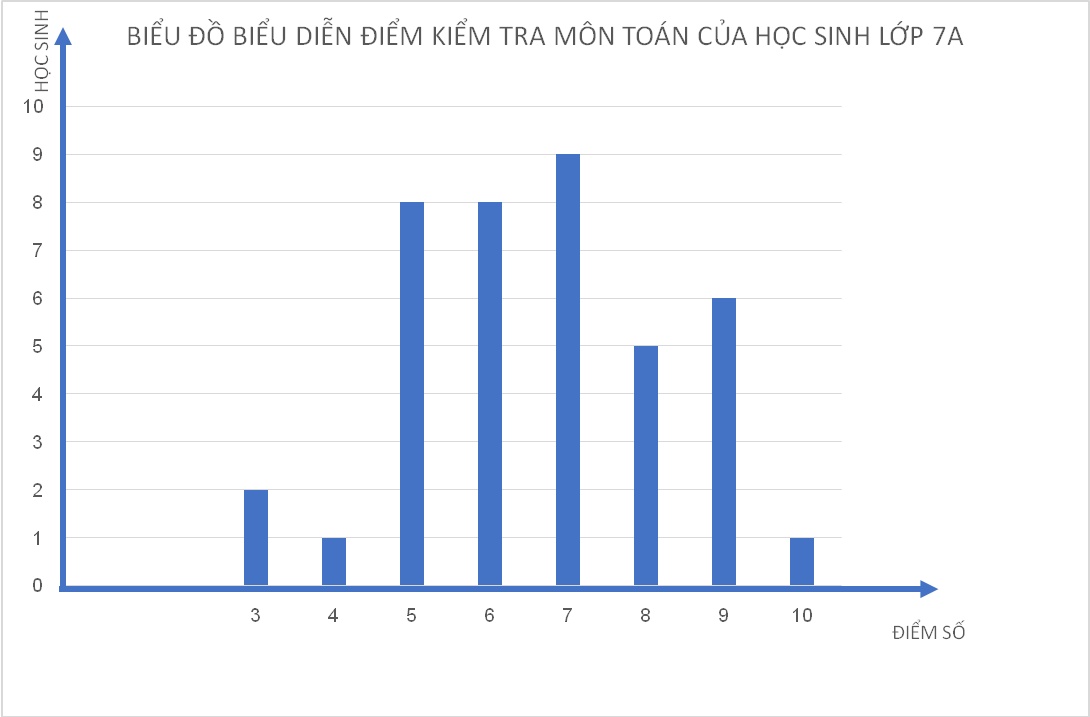 HỌC SINH
BIỂU ĐỒ BIỂU DIỄN ĐIỂM KIỂM TRA MÔN TOÁN CỦA HỌC SINH LỚP 7A
10
9
8
7
6
5
4
3
2
1
0
3 4 5 6 7 8 9 10
ĐIỂM SỐ